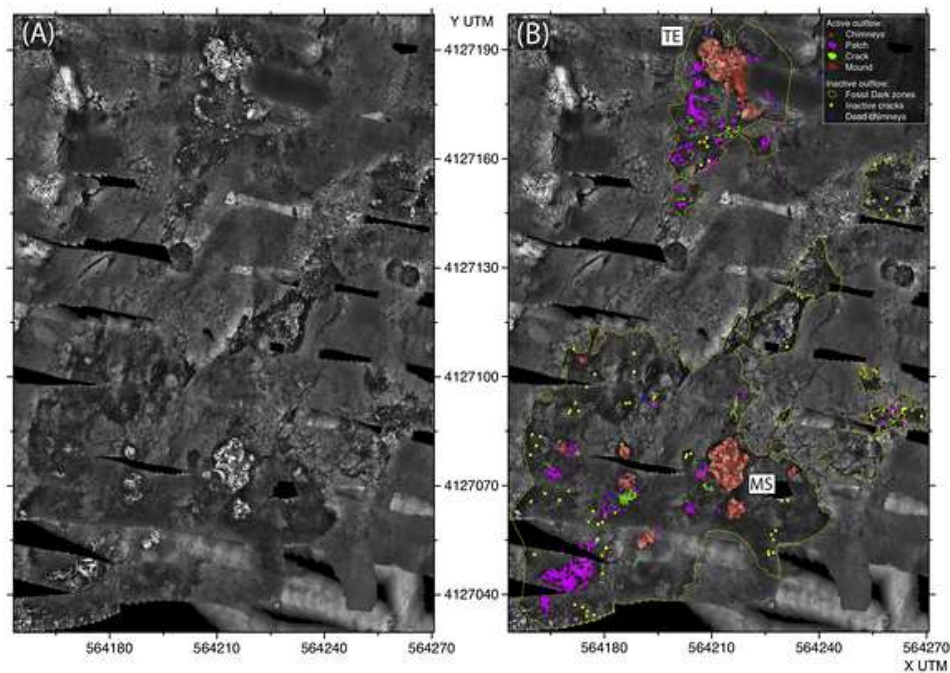 (A)
Y UTM
4127190
4127160
4127130
4127100
4127070
4127040
564180
564210
564240
564270
(B)
TE
MS
Active outflow:
Chimneys
Patch
Crack
Mound
Inactive outflow:
Fossil Dark zones
Inactive cracks
Dead chimneys
564180
564210
564240
564270
X UTM